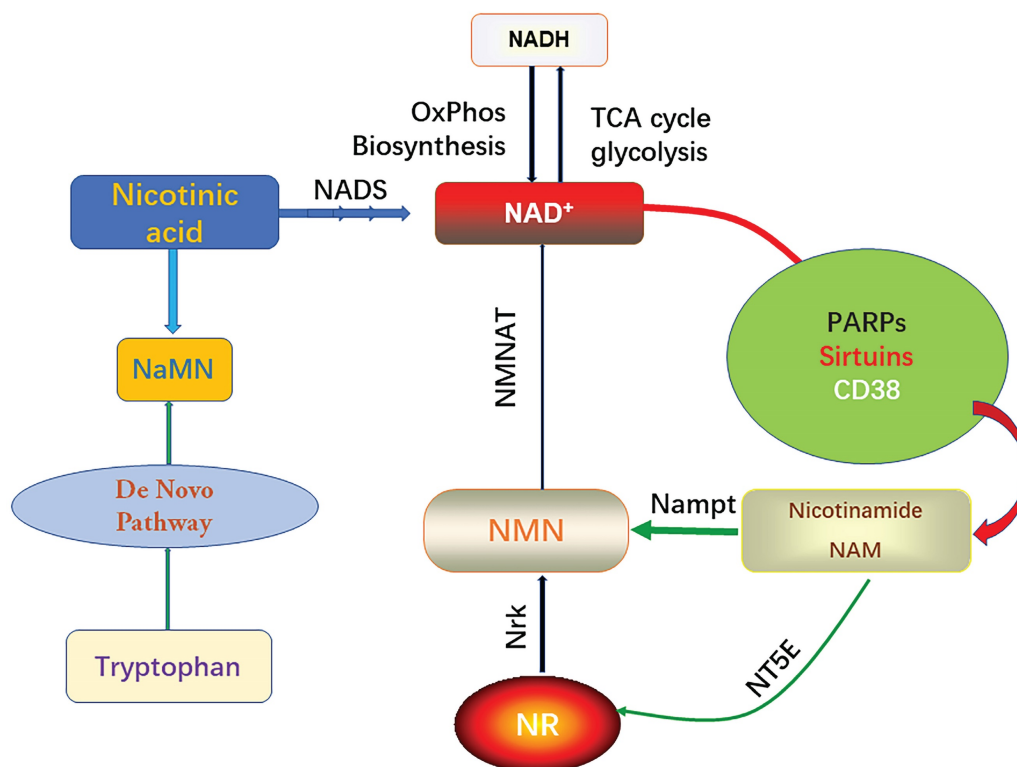 NADH
OxPhos
Biosynthesis
TCA cycle
glycolysis
Nicotinic
acid
NADS
NAD⁺
PARPs
Sirtuins
CD38
NaMN
NMNAT
De Novo
Pathway
NMN
Nampt
Nicotinamide
NAM
Nrk
NT5E
Tryptophan
NR